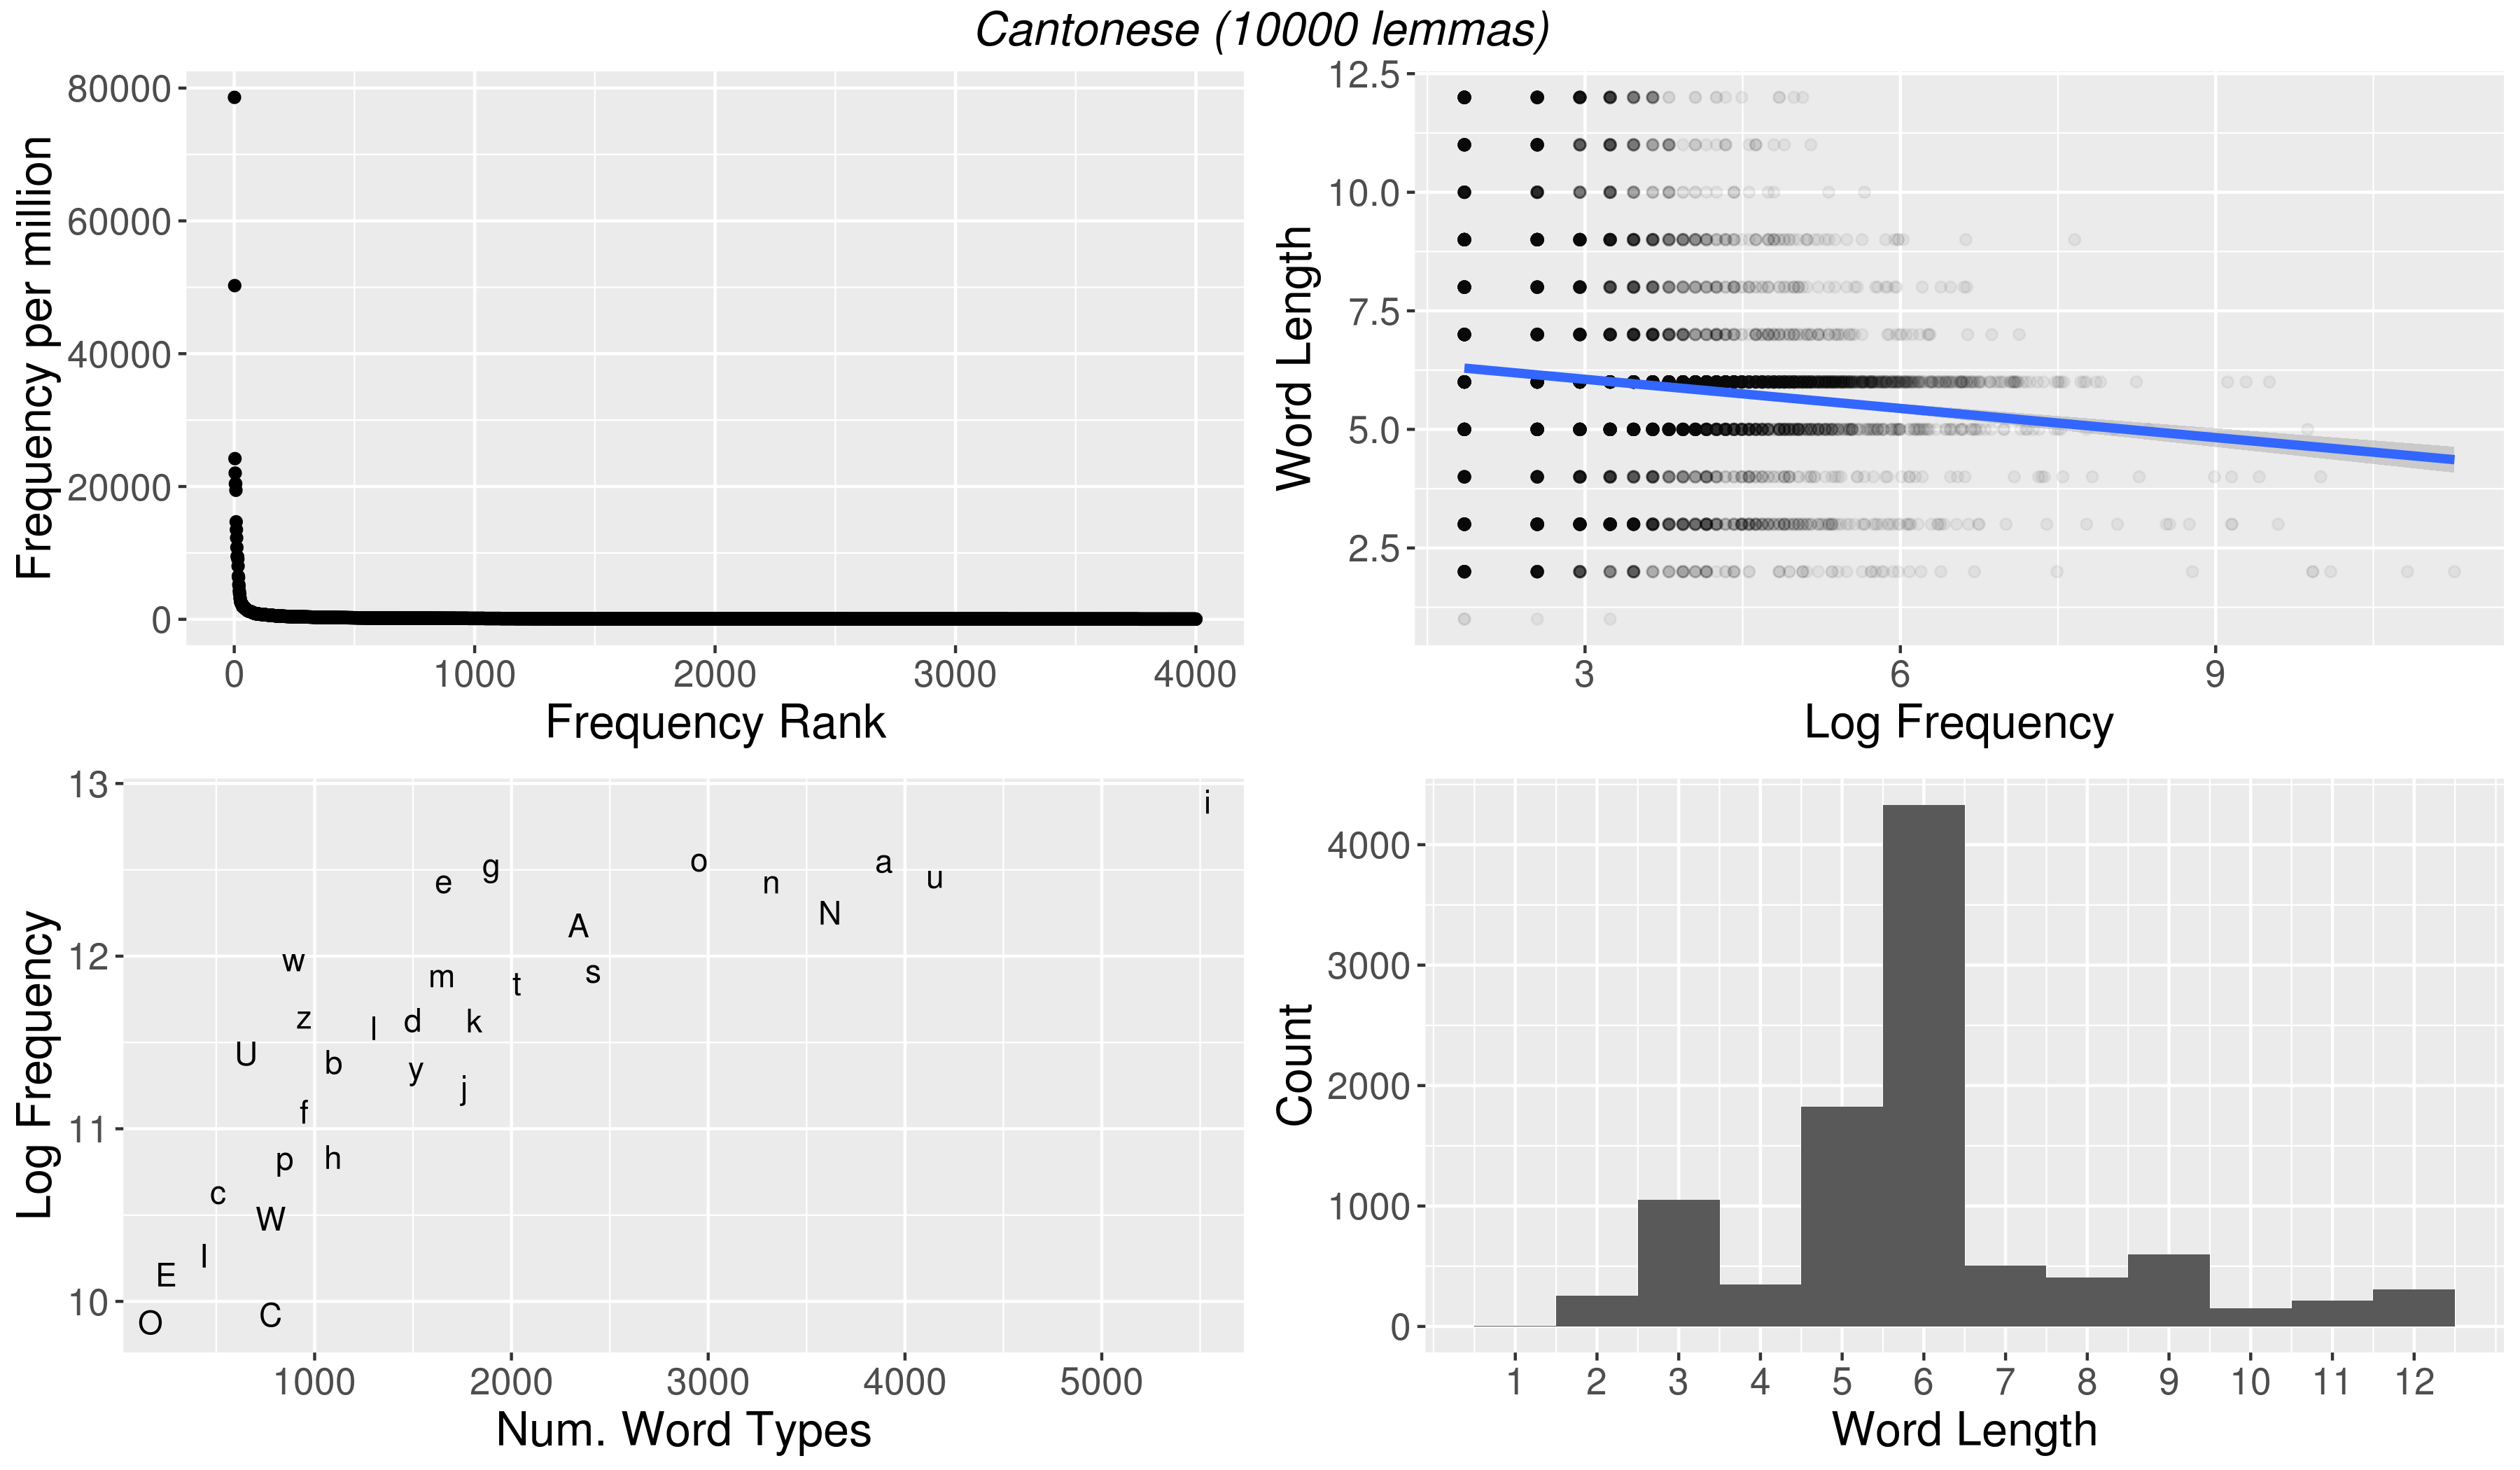 Cantonese (10000 lemmas)
Frequency per million
80000
60000
40000
20000
0
0 1000 2000 3000 4000
Frequency Rank
Word Length
12.5
10.0
7.5
5.0
2.5
3 6 9
Log Frequency
Log Frequency
13
12
11
10
i
o a
g
e n u
N
A
w
m t s
z l d k
U b y
j
f
p h
c
W
I
E
O C
1000 2000 3000 4000 5000
Num. Word Types
Count
4000
3000
2000
1000
0
1 2 3 4 5 6 7 8 9 10 11 12
Word Length